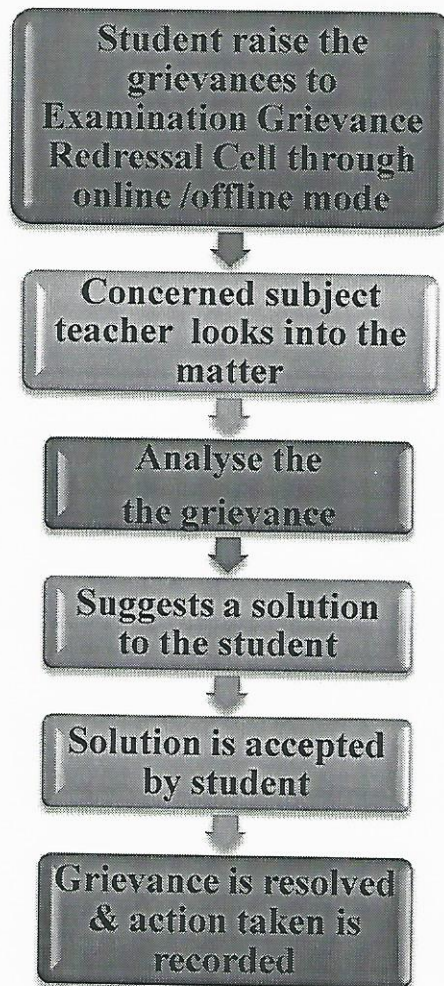 Student raise the
grievances to
Examination Grievance
Redressal Cell through
online /offline mode
Concerned subject
teacher looks into the
matter
Analyse the
the grievance
Suggests a solution
to the student
Solution is accepted
by student
Grievance is resolved
& action taken is
recorded